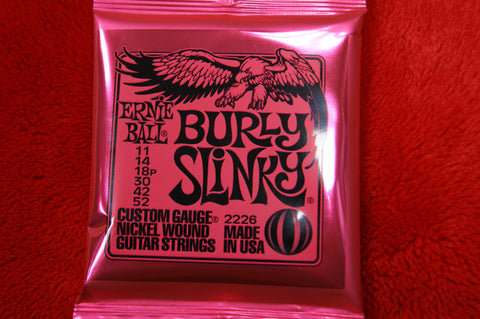 ERNIE BALL®
BURLY
SLINKY®
11
14
18P
30
42
52
CUSTOM GAUGE® 2226
NICKEL WOUND MADE
GUITAR STRINGS IN USA